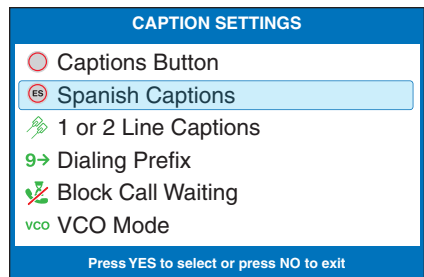 CAPTION SETTINGS
Captions Button
ES Spanish Captions
1 or 2 Line Captions
9→ Dialing Prefix
Block Call Waiting
VCO VCO Mode
Press YES to select or press NO to exit